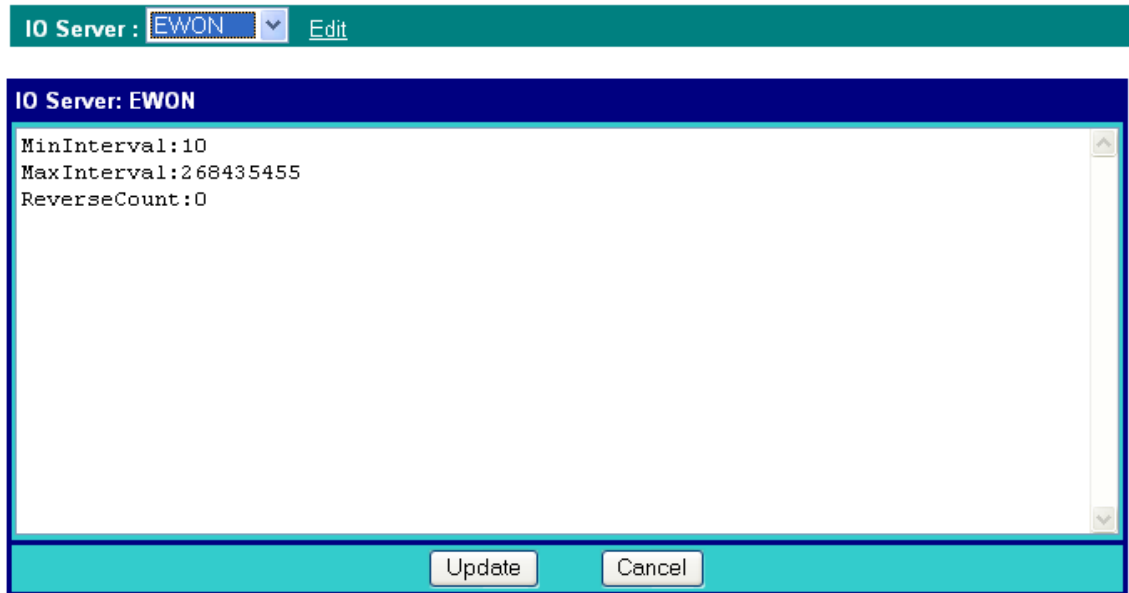 IO Server : EWON Edit
IO Server: EWON
MinInterval:10
MaxInterval:268435455
ReverseCount:0
Update Cancel